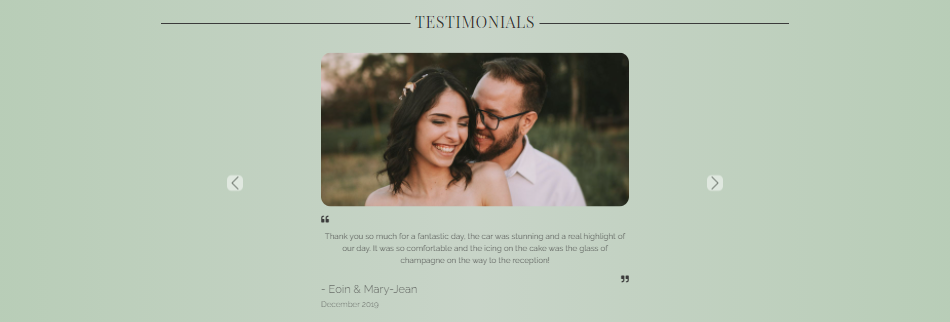 TESTIMONIALS
“
Thank you so much for a fantastic day, the car was stunning and a real highlight of
our day. It was so comfortable and the icing on the cake was the glass of
champagne on the way to the reception!
”
- Eoin & Mary-Jean
December 2019